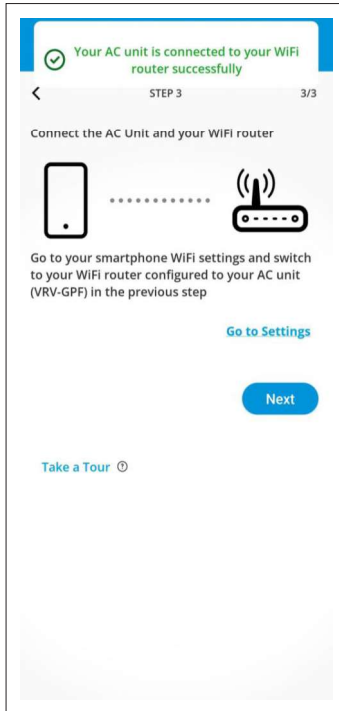 Your AC unit is connected to your WiFi
router successfully
STEP 3
3/3
Connect the AC Unit and your WiFi router
Go to your smartphone WiFi settings and switch
to your WiFi router configured to your AC unit
(VRV-GPF) in the previous step
Go to Settings
Next
Take a Tour